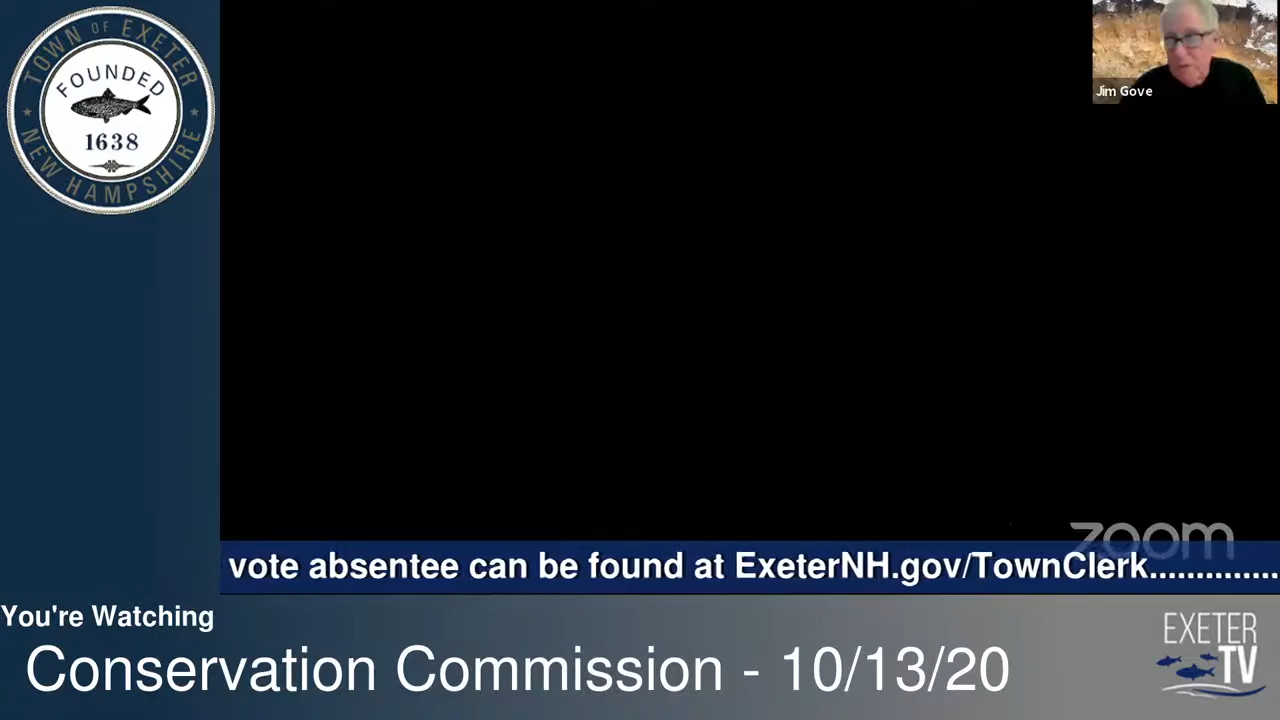 TOWN OF EXETER
FOUNDED
1638
NEW HAMPSHIRE
Jim Gove
zoom
vote absentee can be found at ExeterNH.gov/TownClerk..............
You're Watching
Conservation Commission - 10/13/20
EXETER
TV